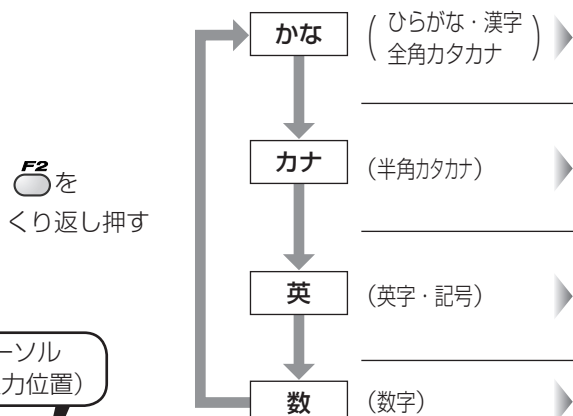 かな
(ひらがな・漢字
全角カタカナ)
カナ
(半角ｶﾀｶﾅ)
F2
を
くり返し押す
英
(英字・記号)
ーソル
力位置)
数
(数字)